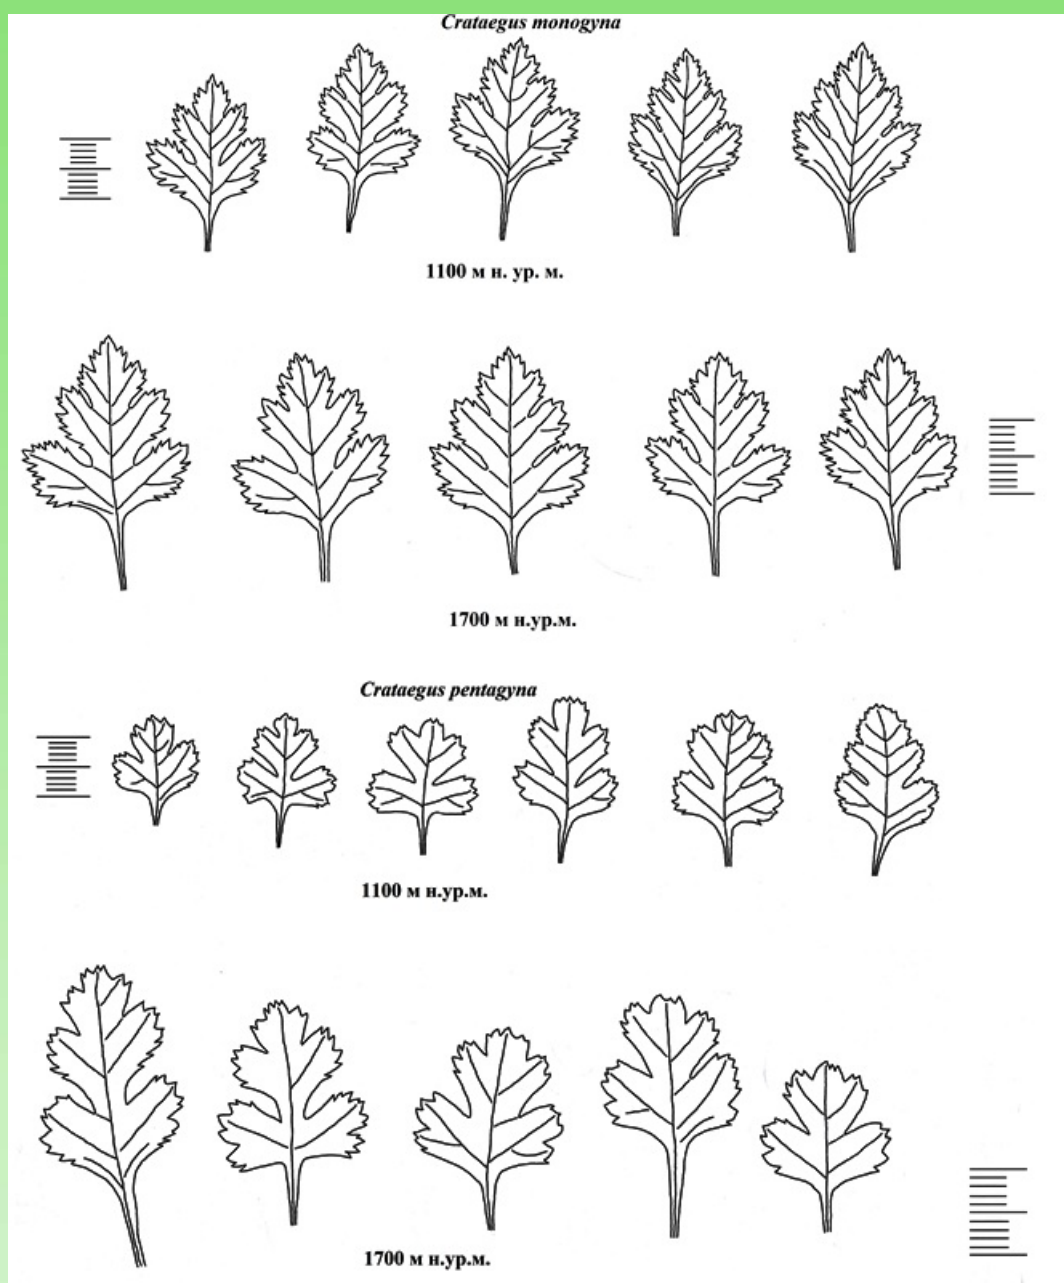 Crataegus monogyna
1100 м н. ур. м.
1700 м н.ур.м.
Crataegus pentagyna
1100 м н.ур.м.
1700 м н.ур.м.